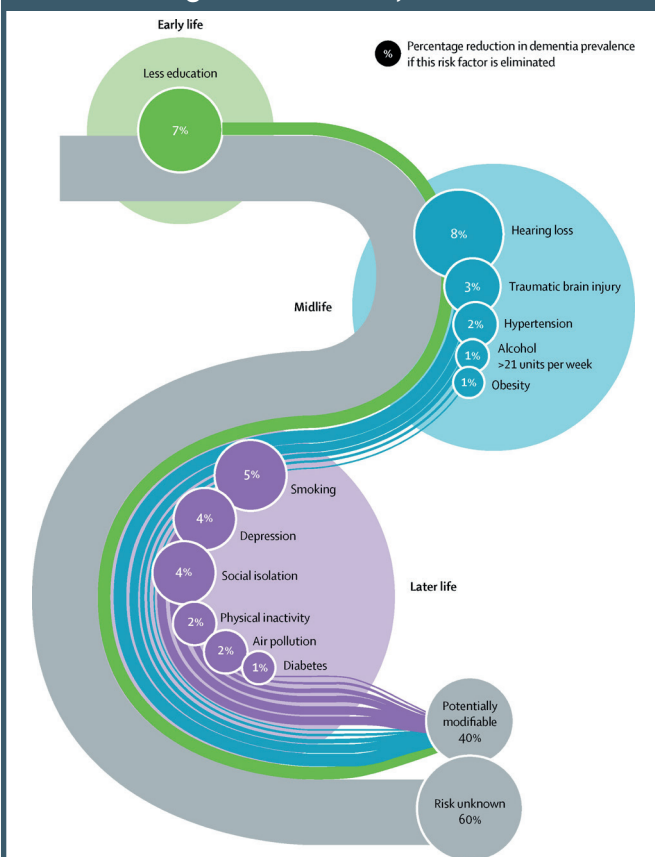 Early life
%
Percentage reduction in dementia prevalence
if this risk factor is eliminated
Less education
7%
8%
Hearing loss
3%
Traumatic brain injury
Midlife
2%
Hypertension
1%
Alcohol
>21 units per week
1%
Obesity
5%
Smoking
4%
Depression
4%
Social isolation
Later life
2%
Physical inactivity
2%
Air pollution
1%
Diabetes
Potentially
modifiable
40%
Risk unknown
60%